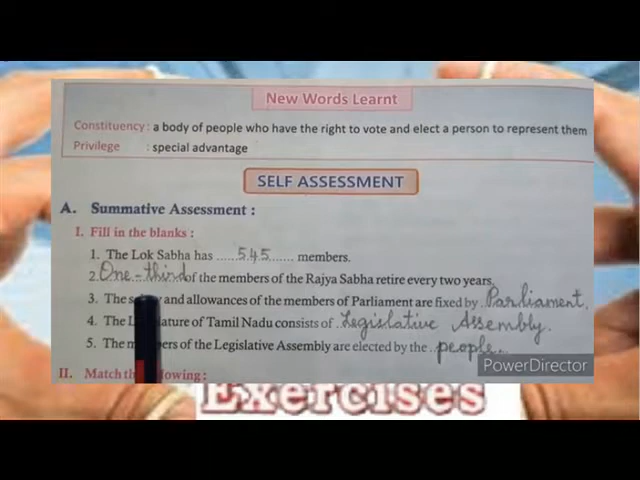 New Words Learnt
Constituency : a body of people who have the right to vote and elect a person to represent them
Privilege : special advantage
SELF ASSESSMENT
A. Summative Assessment :
I. Fill in the blanks :
1. The Lok Sabha has .....545...... members.
2. One-third of the members of the Rajya Sabha retire every two years.
3. The and allowances of the members of Parliament are fixed by Parliament.
4. The of Tamil Nadu consists of Legislative Assembly.
5. The of the Legislative Assembly are elected by the people..
II. Match :
PowerDirector
Exercises